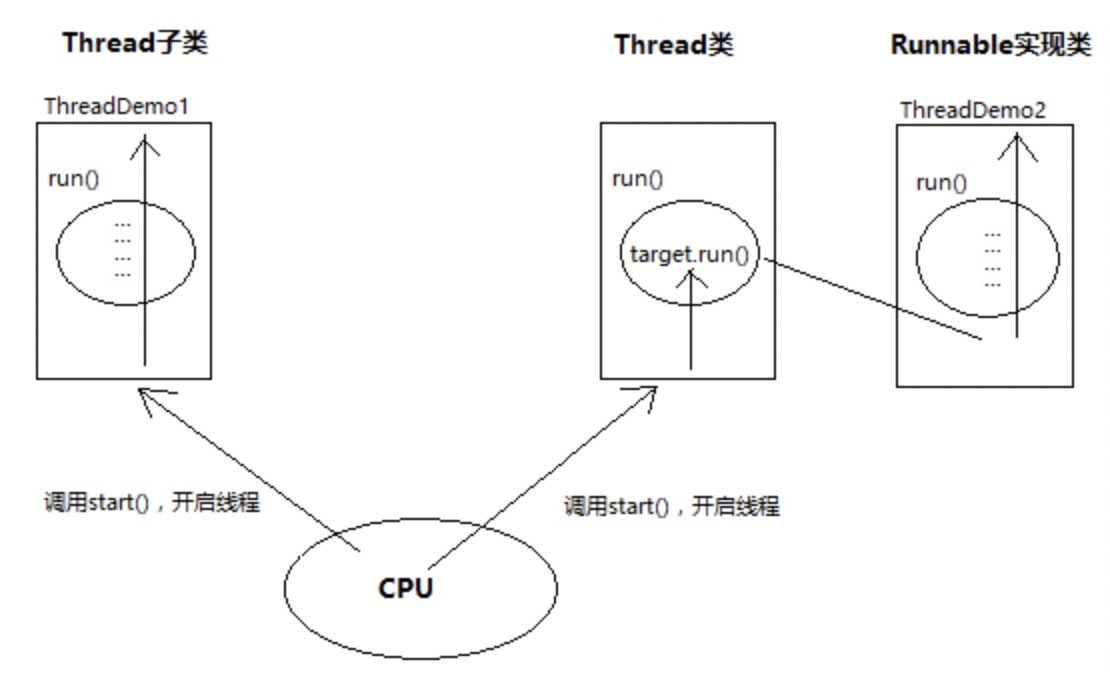 Thread子类
Thread类
Runnable实现类
ThreadDemo1
ThreadDemo2
run()
...
...
...
...
run()
target.run()
run()
...
...
...
...
调用start()，开启线程
调用start()，开启线程
CPU